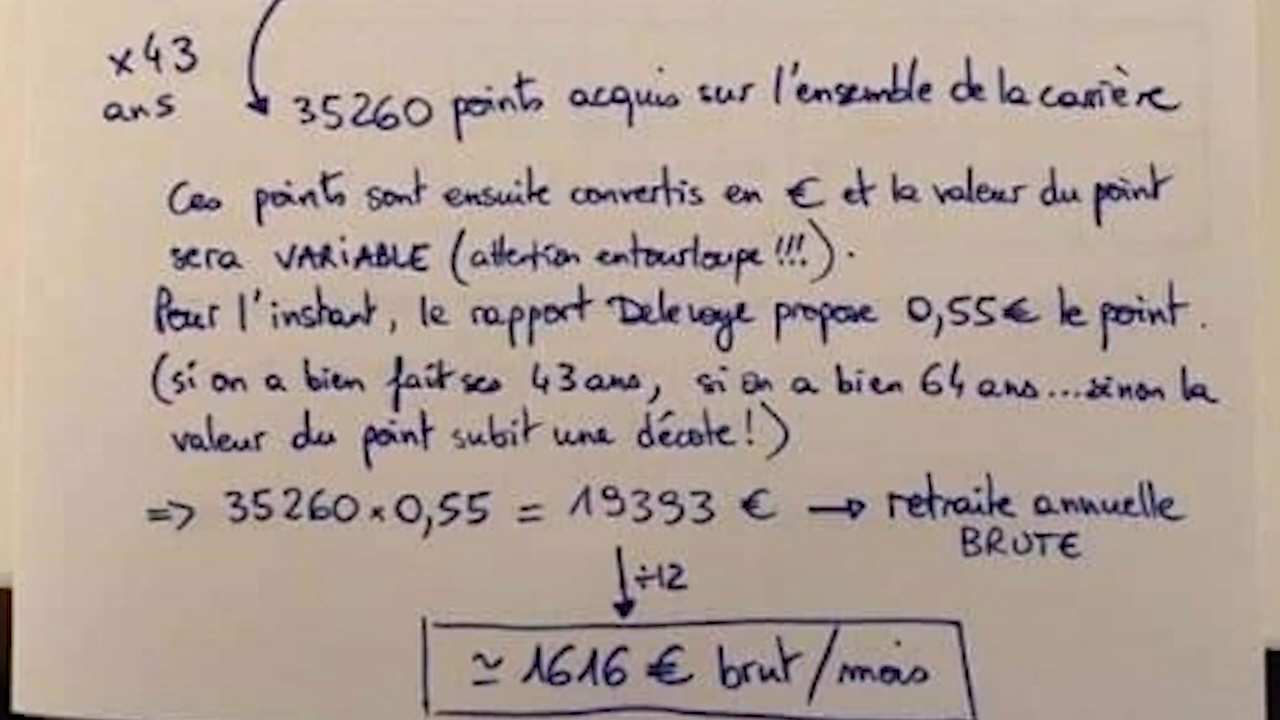 x43
ans
35260 points acquis sur l'ensemble de la carrière
Ces points sont ensuite convertis en € et la valeur du point
sera VARiABLE (attention entourloupe !!!).
Pour l'instant, le rapport Delevoye propose 0,55€ le point.
(si on a bien fait ses 43 ans, si on a bien 64 ans...sinon la
valeur du point subit une décote!)
=> 35260 x 0,55 = 19393 € → retraite annuelle
BRUTE
↓ ÷12
≃ 1616 € brut/mois